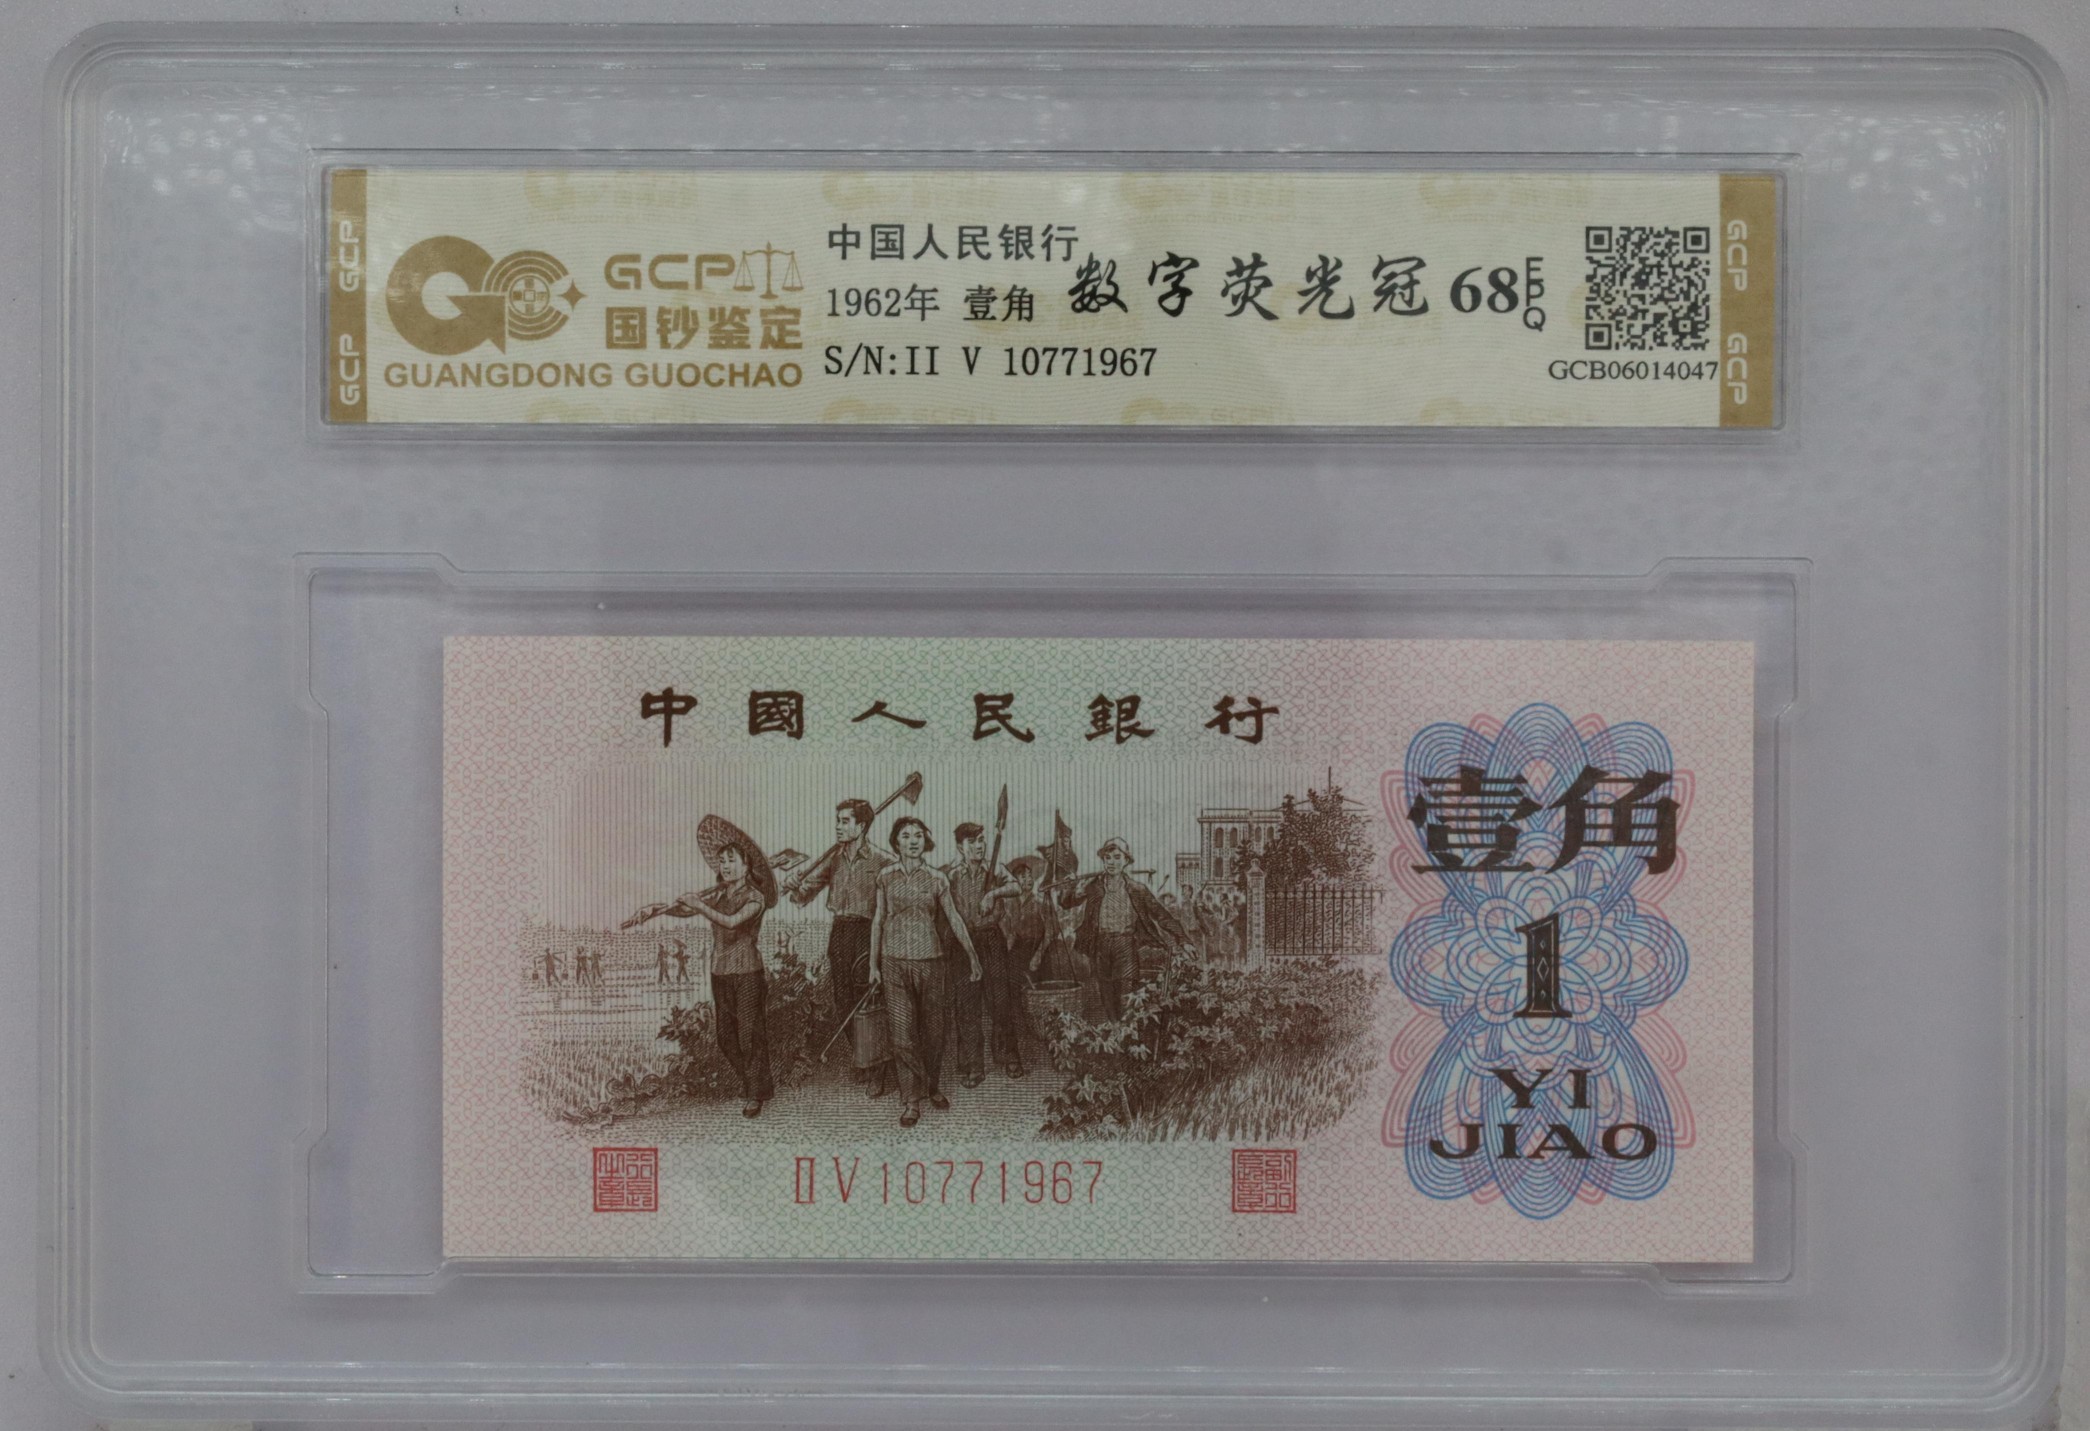 GCP
GCP
GCP
国钞鉴定
GUANGDONG GUOCHAO
中国人民银行
1962年 壹角
S/N:II V 10771967
数字荧光冠 68 EPQ
GCB06014047
GCP
GCP
中國人民銀行
壹角
1
YI
JIAO
ⅡV10771967